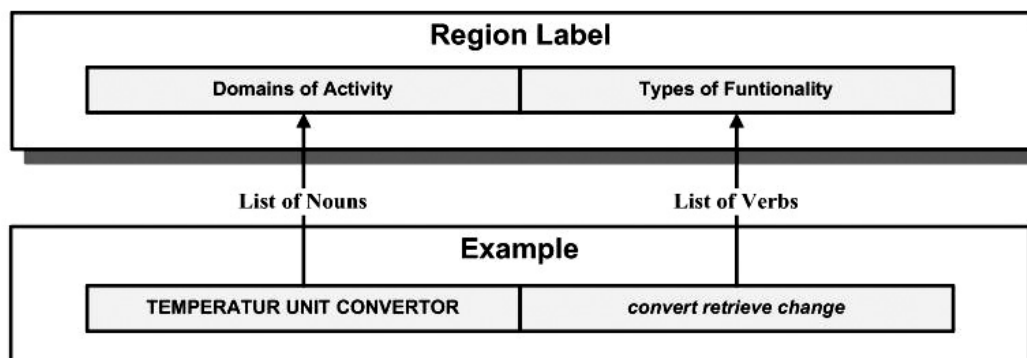 Region Label
Domains of Activity
Types of Funtionality
List of Nouns
List of Verbs
Example
TEMPERATUR UNIT CONVERTOR
convert retrieve change